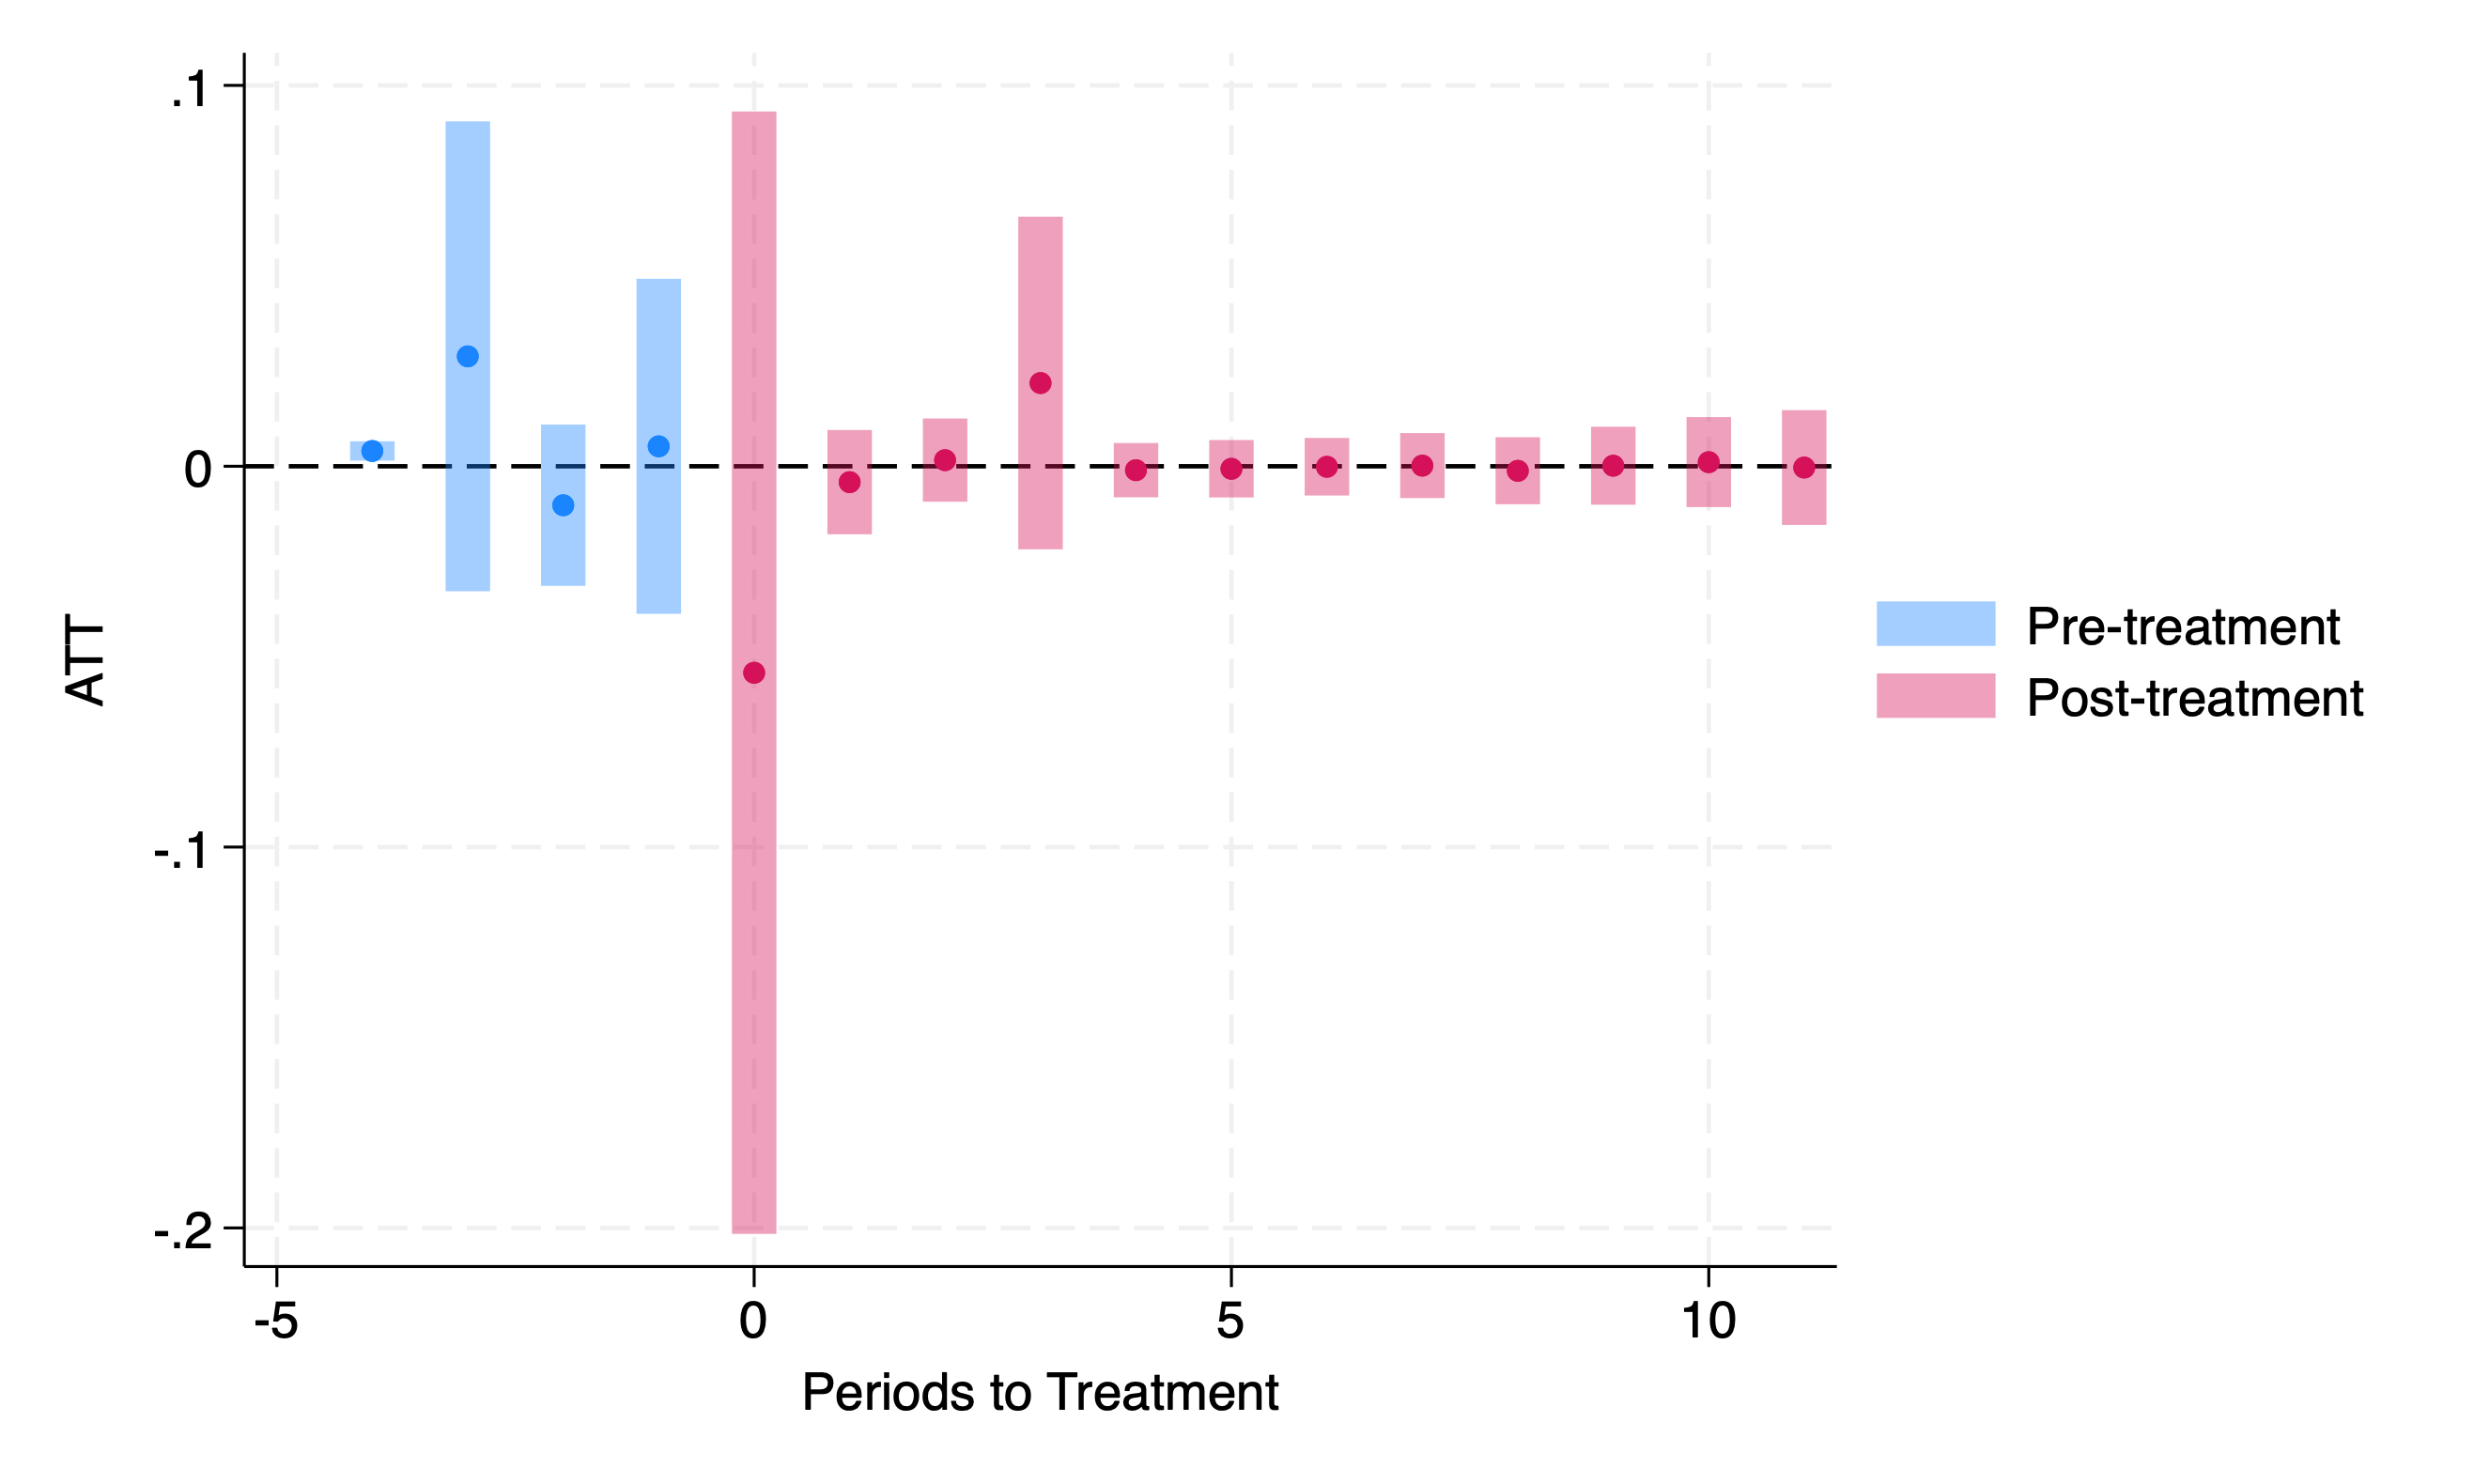 .1
0
-.1
-.2
ATT
-5
0
5
10
Periods to Treatment
Pre-treatment
Post-treatment